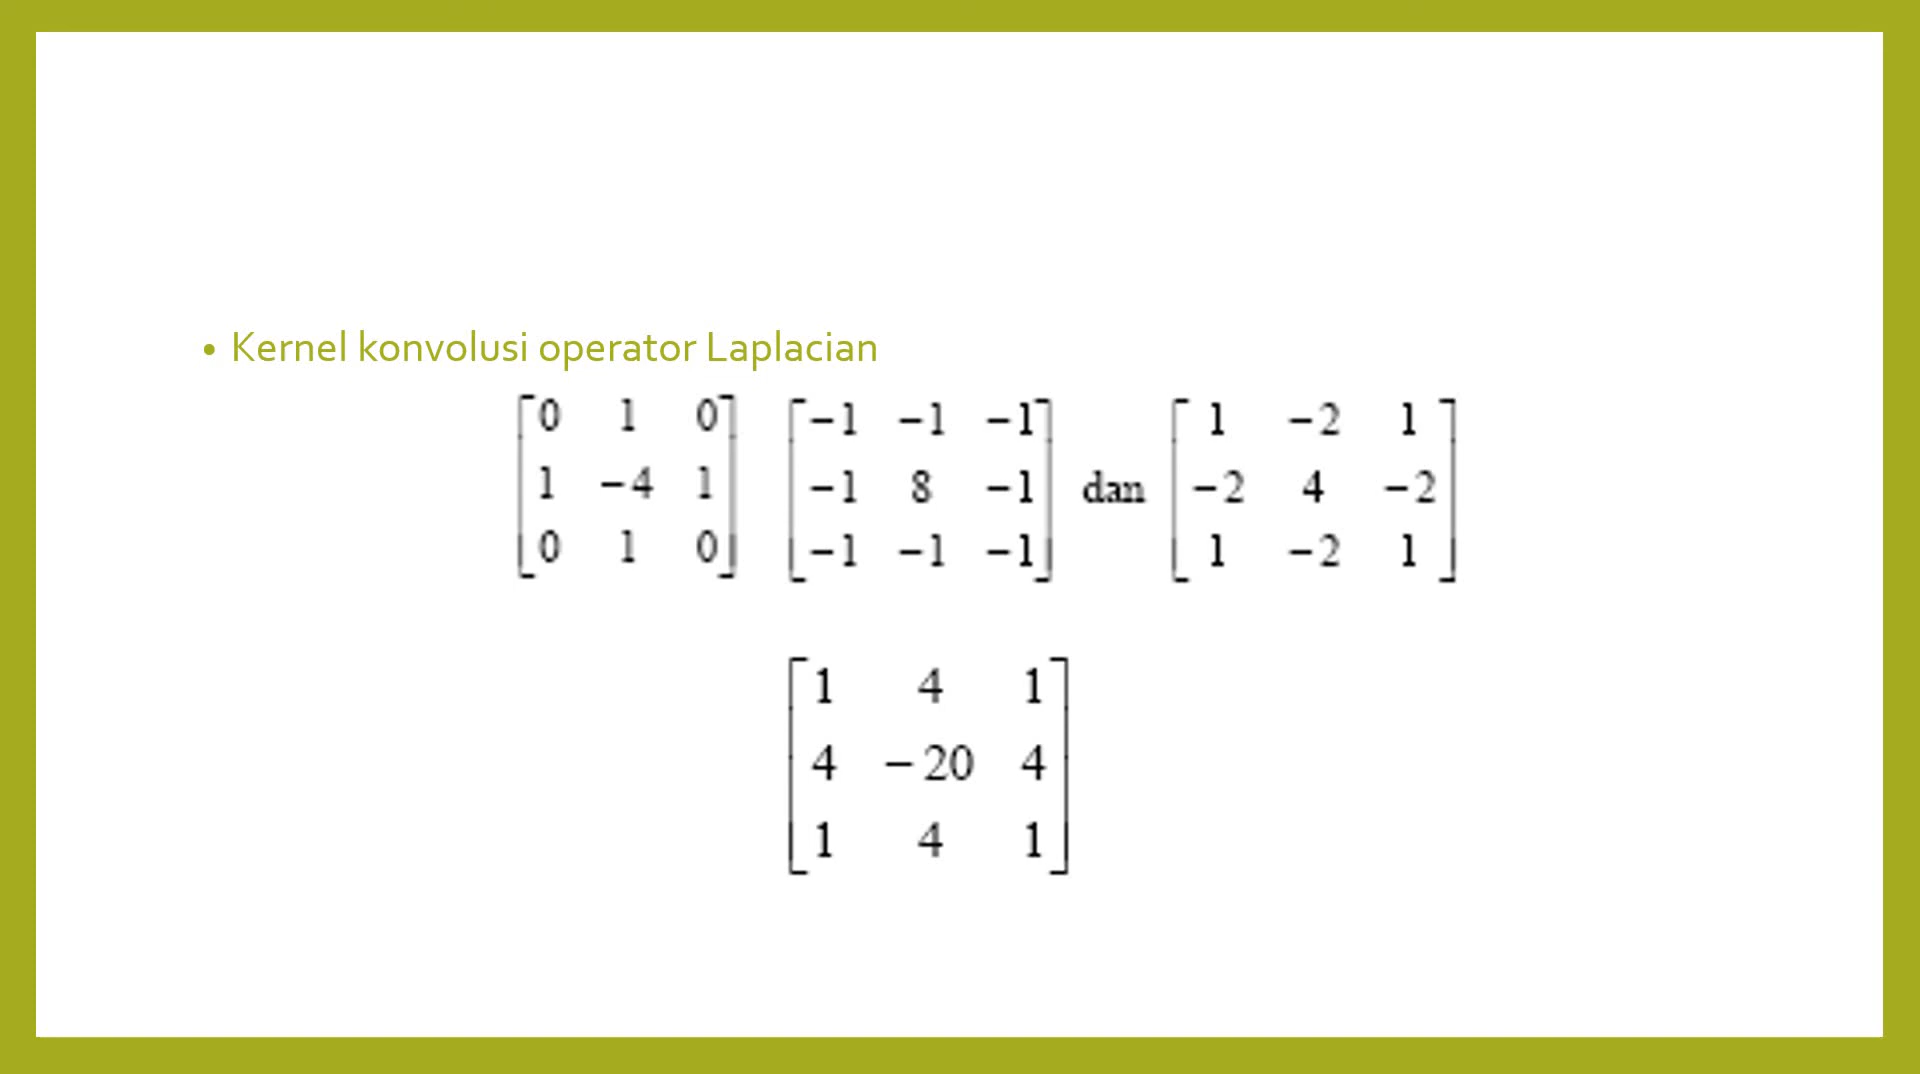 • Kernel konvolusi operator Laplacian
[0 1 0] [−1 −1 −1] [1 −2 1]
[1 −4 1] [−1 8 −1] dan [−2 4 −2]
[0 1 0] [−1 −1 −1] [1 −2 1]
[1 4 1]
[4 −20 4]
[1 4 1]